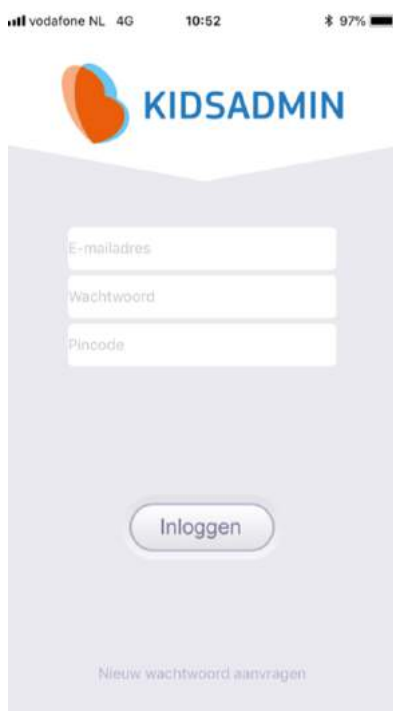 vodafone NL 4G 10:52 97%
KIDSADMIN
E-mailadres
Wachtwoord
Pincode
Inloggen
Nieuw wachtwoord aanvragen